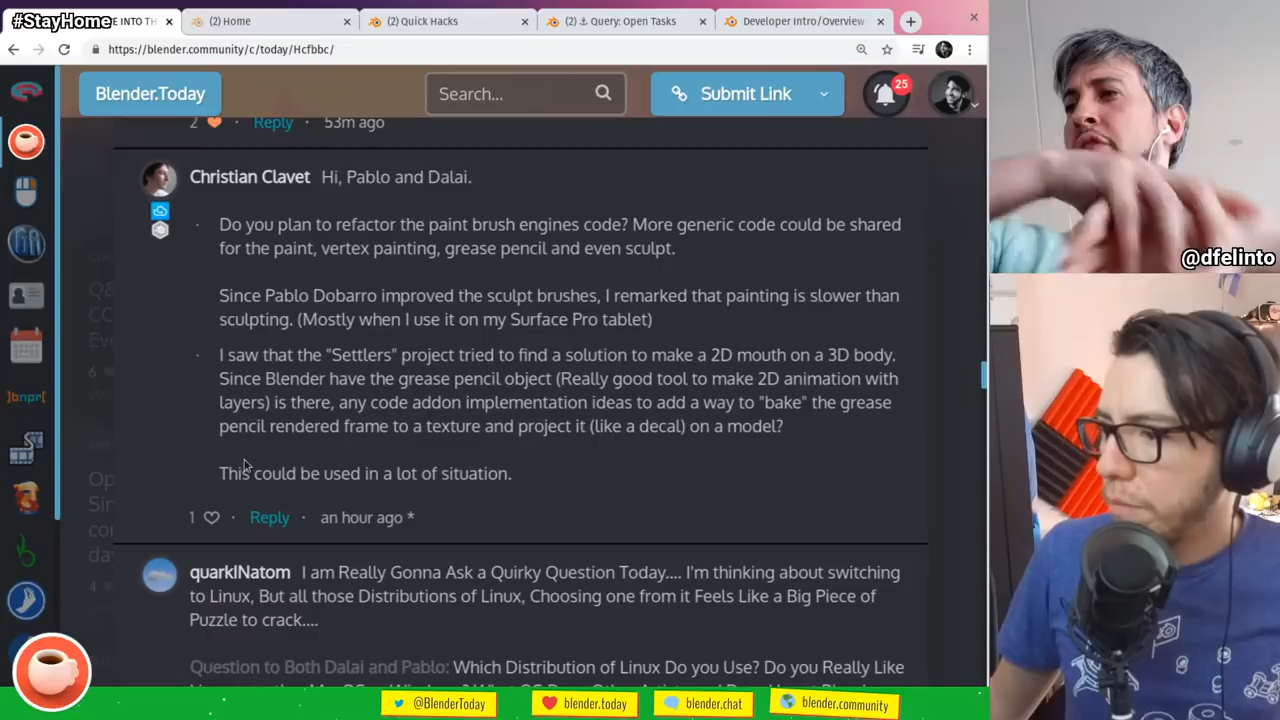 #StayHome
E INTO TH
(2) Home
(2) Quick Hacks
(2) ⚓ Query: Open Tasks
Developer Intro/Overview
https://blender.community/c/today/Hcfbbc/
Blender.Today
Search...
Submit Link
25
2
Reply · 53m ago
Christian Clavet Hi, Pablo and Dalai.
· Do you plan to refactor the paint brush engines code? More generic code could be shared
for the paint, vertex painting, grease pencil and even sculpt.
Since Pablo Dobarro improved the sculpt brushes, I remarked that painting is slower than
sculpting. (Mostly when I use it on my Surface Pro tablet)
· I saw that the "Settlers" project tried to find a solution to make a 2D mouth on a 3D body.
Since Blender have the grease pencil object (Really good tool to make 2D animation with
layers) is there, any code addon implementation ideas to add a way to "bake" the grease
pencil rendered frame to a texture and project it (like a decal) on a model?
This could be used in a lot of situation.
1 · Reply · an hour ago *
quarklNatom I am Really Gonna Ask a Quirky Question Today.... I'm thinking about switching
to Linux, But all those Distributions of Linux, Choosing one from it Feels Like a Big Piece of
Puzzle to crack....
Question to Both Dalai and Pablo: Which Distribution of Linux Do you Use? Do you Really Like
@dfelinto
@BlenderToday
blender.today
blender.chat
blender.community